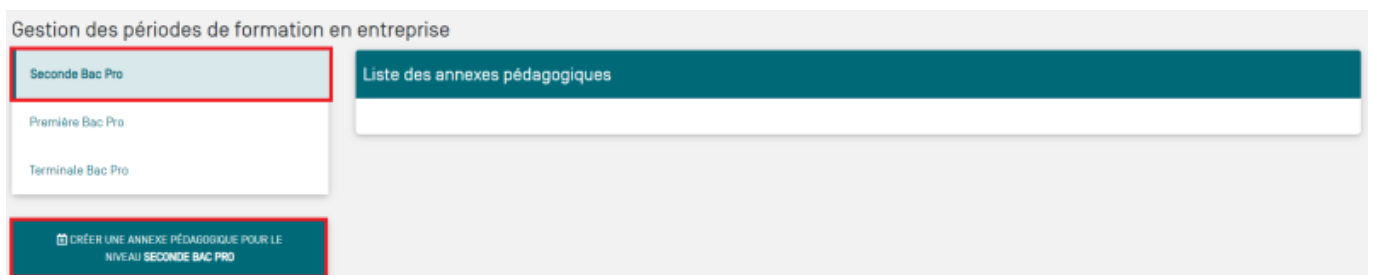 Gestion des périodes de formation en entreprise
Seconde Bac Pro
Liste des annexes pédagogiques
Première Bac Pro
Terminale Bac Pro
CRÉER UNE ANNEXE PÉDAGOGIQUE POUR LE
NIVEAU SECONDE BAC PRO